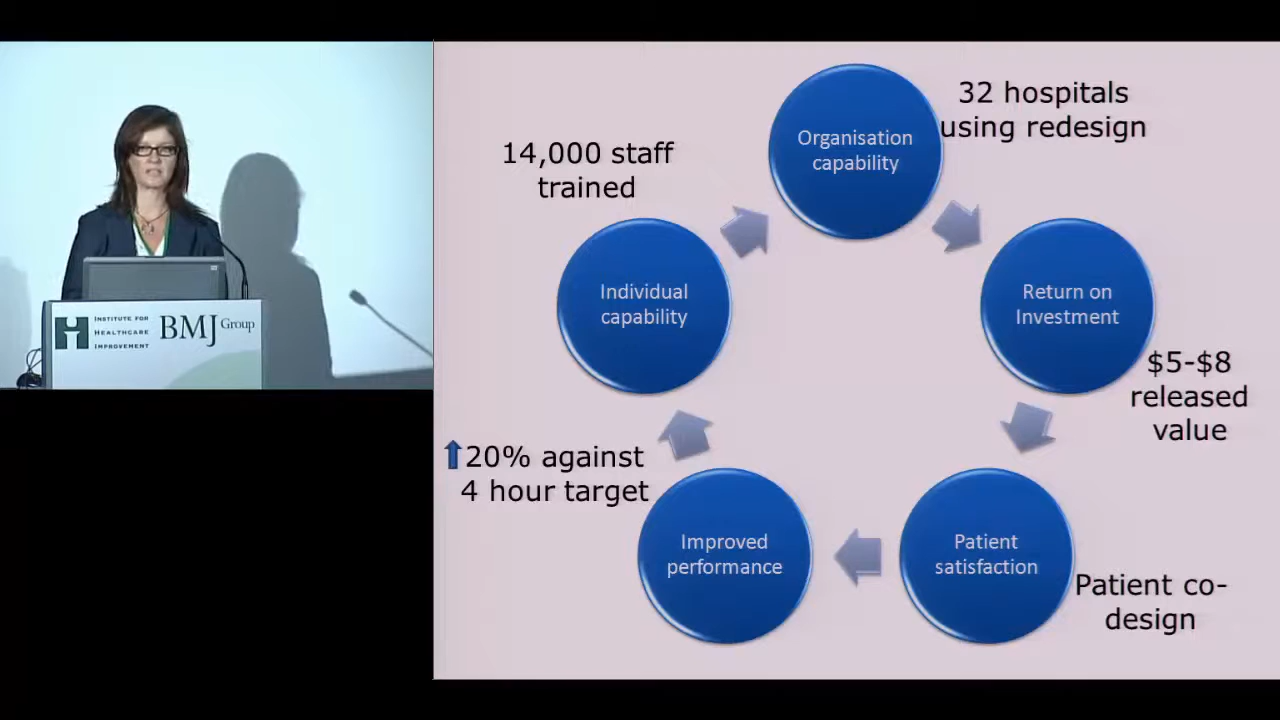 INSTITUTE FOR
HEALTHCARE
IMPROVEMENT
BMJ Group
32 hospitals
using redesign
Organisation
capability
14,000 staff
trained
Individual
capability
Return on
Investment
$5-$8
released
value
20% against
4 hour target
Improved
performance
Patient
satisfaction
Patient co-
design